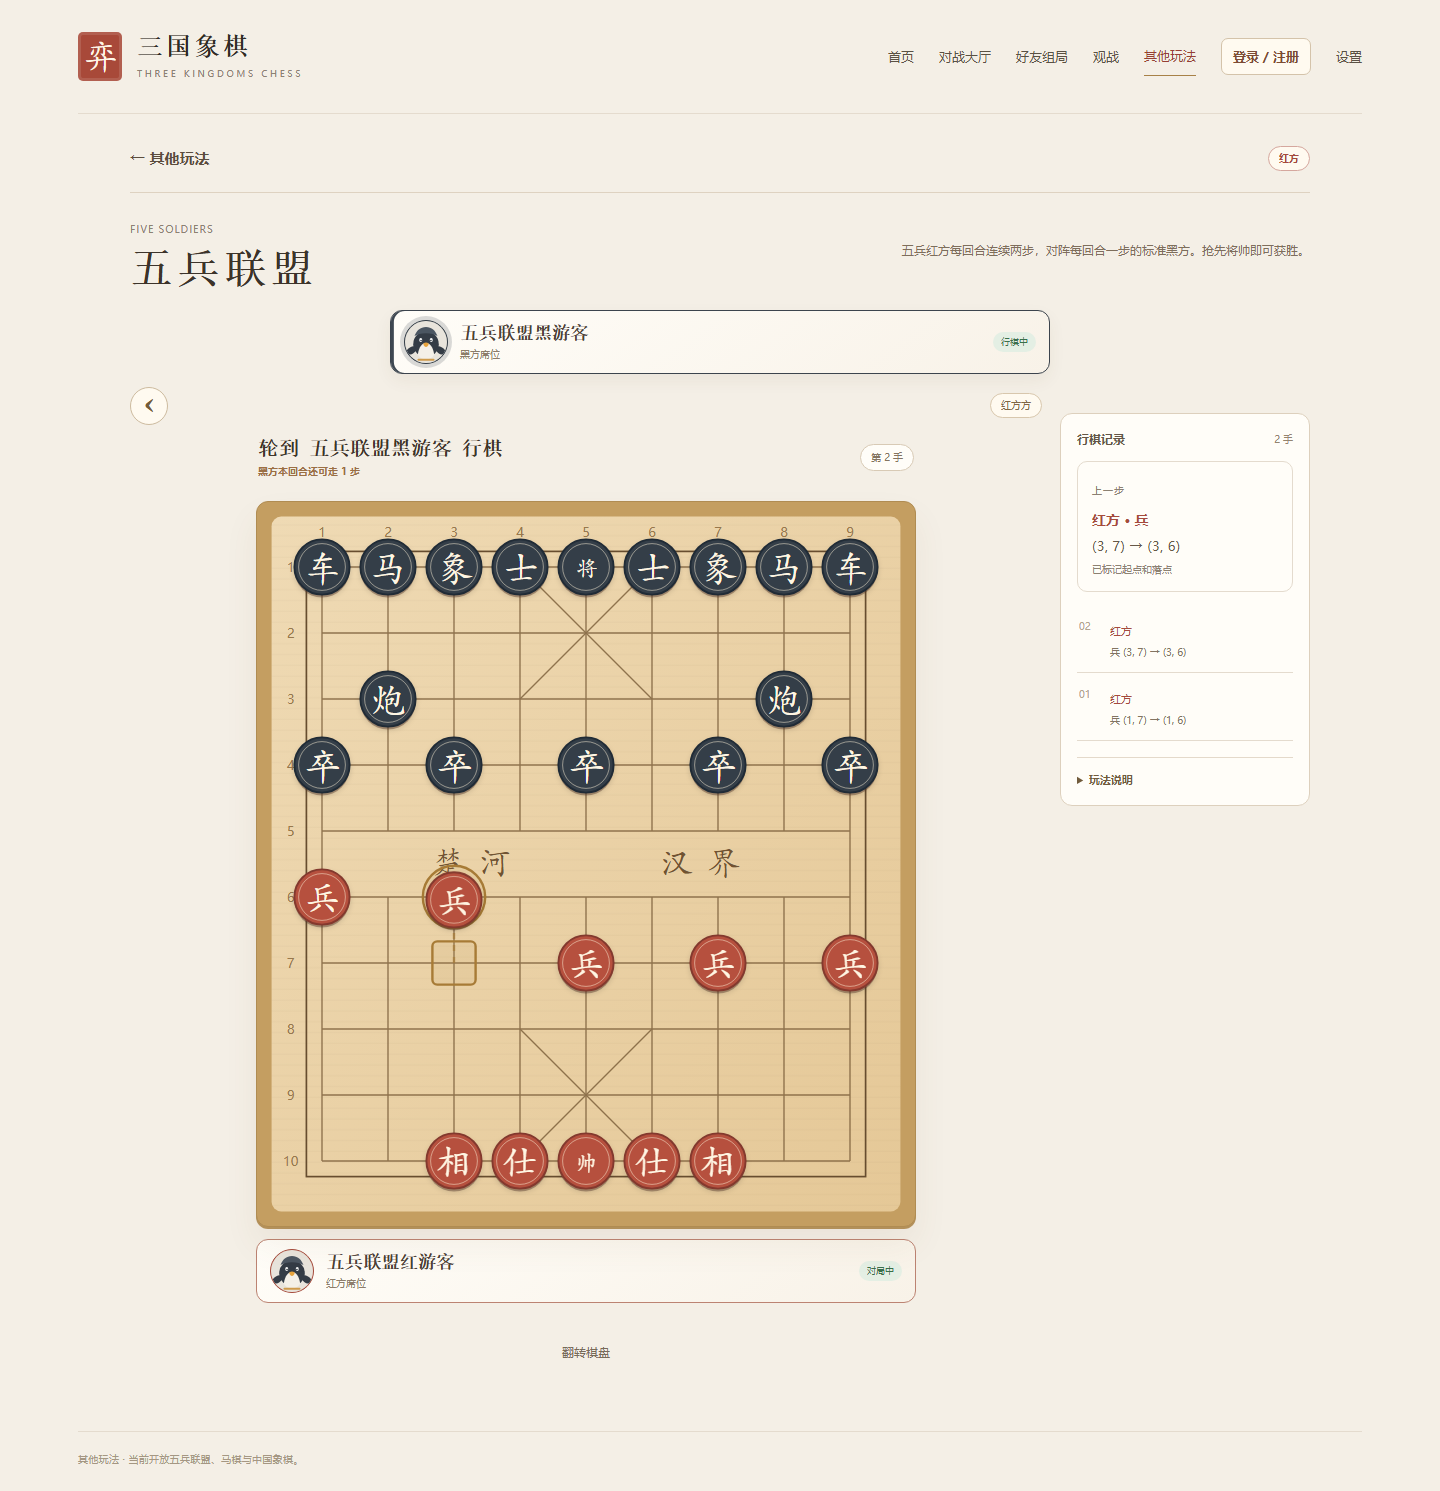 弈
三国象棋
THREE KINGDOMS CHESS
首页 对战大厅 好友组局 观战 其他玩法 登录 / 注册 设置
← 其他玩法
红方
FIVE SOLDIERS
五兵联盟
五兵红方每回合连续两步，对阵每回合一步的标准黑方。抢先将帅即可获胜。
五兵联盟黑游客
黑方席位
行棋中
‹
红方方
轮到 五兵联盟黑游客 行棋
黑方本回合还可走 1 步
第 2 手
1 2 3 4 5 6 7 8 9
1 车 马 象 士 将 士 象 马 车
2
3 炮 炮
4 卒 卒 卒 卒 卒
5
楚 河 汉 界
6 兵 兵
7 兵 兵 兵
8
9
10 相 仕 帅 仕 相
五兵联盟红游客
红方席位
对局中
翻转棋盘
行棋记录 2 手
上一步
红方 • 兵
(3, 7) → (3, 6)
已标记起点和落点
02 红方
兵 (3, 7) → (3, 6)
01 红方
兵 (1, 7) → (1, 6)
▶ 玩法说明
其他玩法 · 当前开放五兵联盟、马棋与中国象棋。